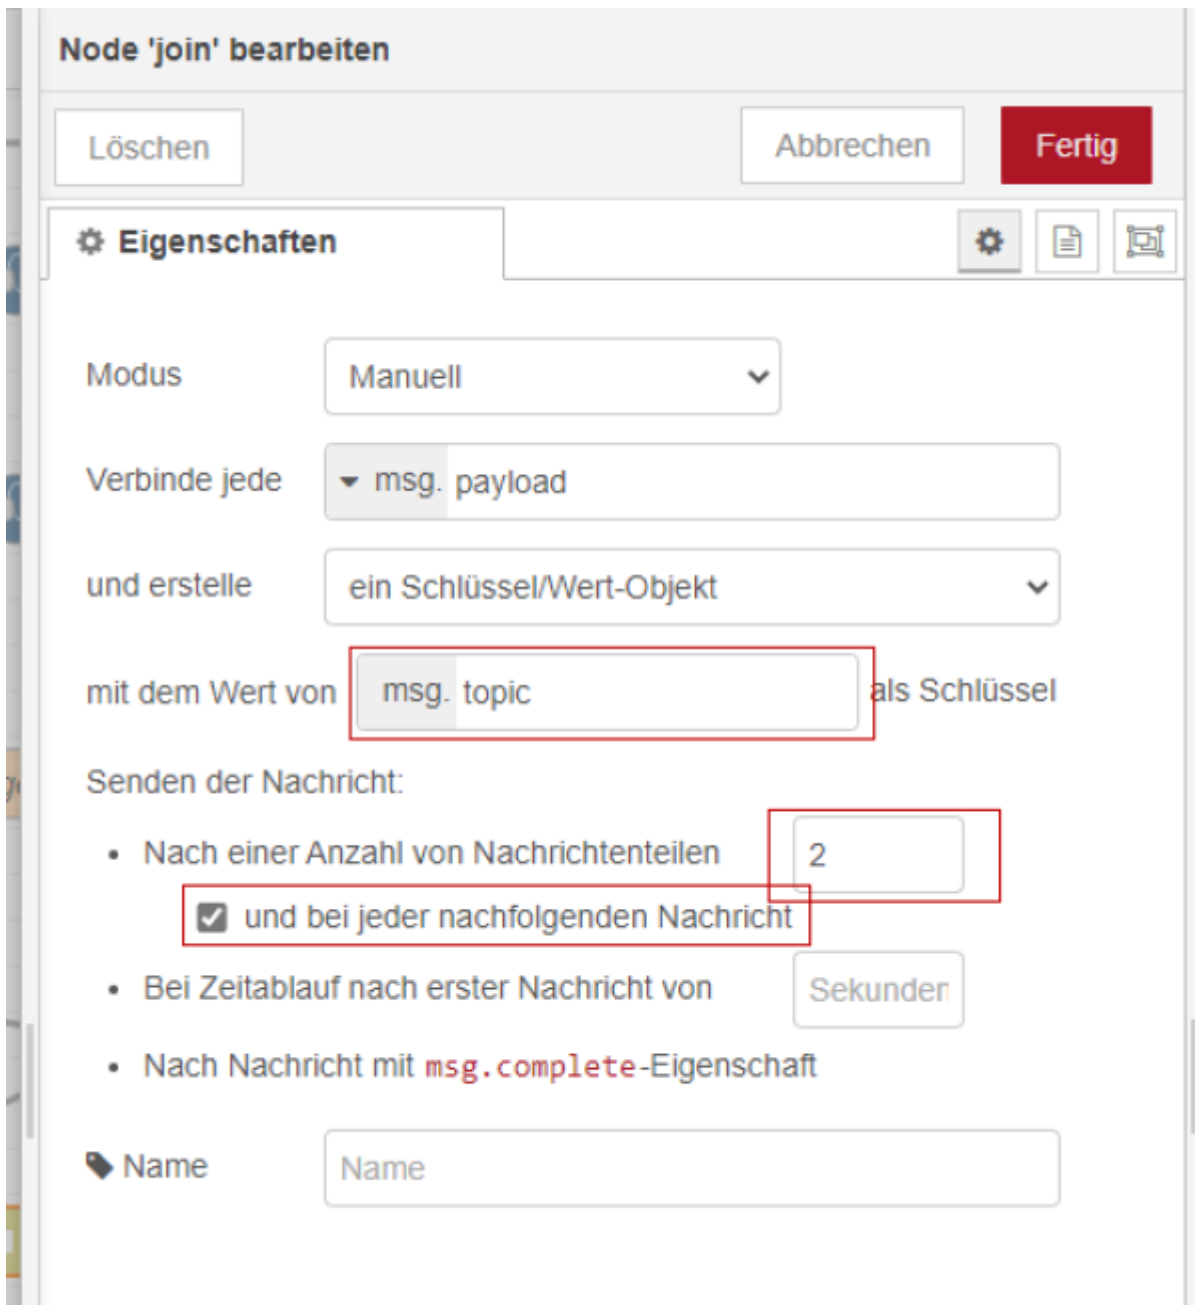 Node 'join' bearbeiten
Löschen Abbrechen Fertig
Eigenschaften
Modus Manuell
Verbinde jede msg. payload
und erstelle ein Schlüssel/Wert-Objekt
mit dem Wert von msg. topic als Schlüssel
Senden der Nachricht:
• Nach einer Anzahl von Nachrichtenteilen 2
und bei jeder nachfolgenden Nachricht
• Bei Zeitablauf nach erster Nachricht von Sekunden
• Nach Nachricht mit msg.complete-Eigenschaft
Name Name